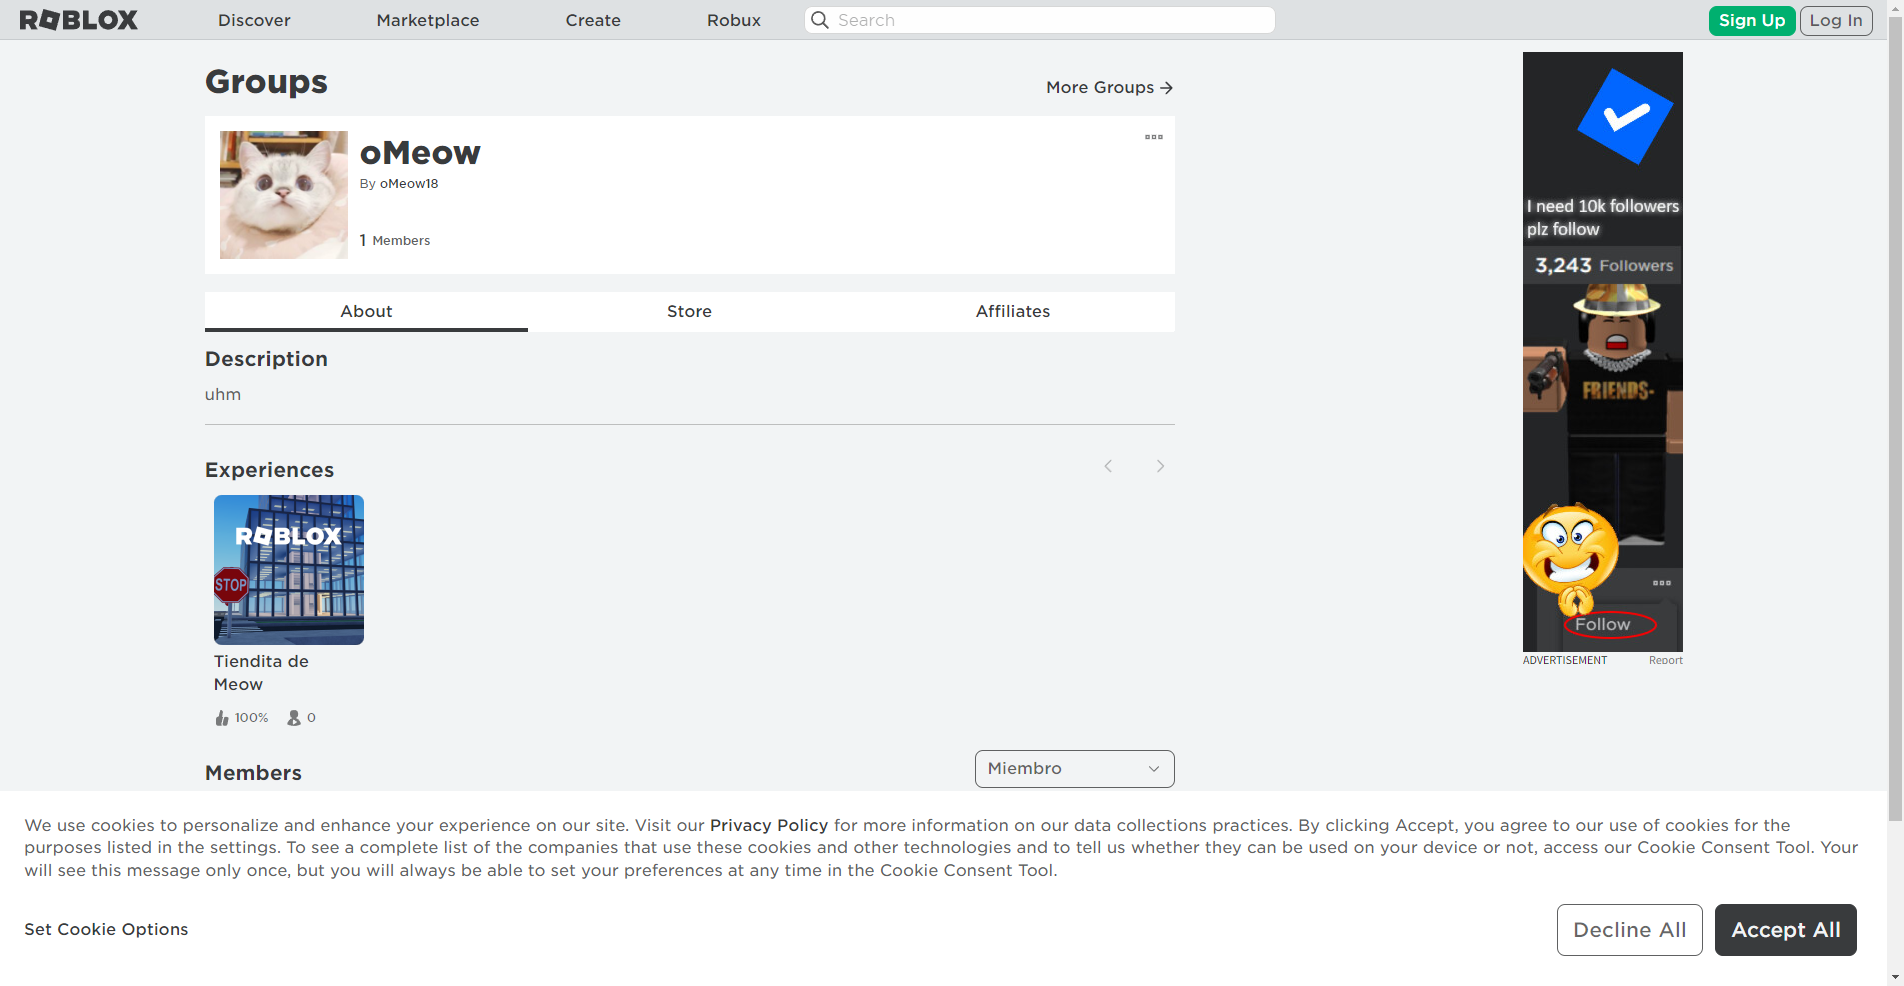 ROBLOX
Discover
Marketplace
Create
Robux
Search
Sign Up
Log In
Groups
More Groups
oMeow
By oMeow18
1 Members
About
Store
Affiliates
Description
uhm
Experiences
ROBLOX
STOP
Tiendita de
Meow
100%
0
Members
Miembro
I need 10k followers
plz follow
3,243 Followers
FRIENDS-
Follow
ADVERTISEMENT
Report
We use cookies to personalize and enhance your experience on our site. Visit our Privacy Policy for more information on our data collections practices. By clicking Accept, you agree to our use of cookies for the
purposes listed in the settings. To see a complete list of the companies that use these cookies and other technologies and to tell us whether they can be used on your device or not, access our Cookie Consent Tool. Your
will see this message only once, but you will always be able to set your preferences at any time in the Cookie Consent Tool.
Set Cookie Options
Decline All
Accept All